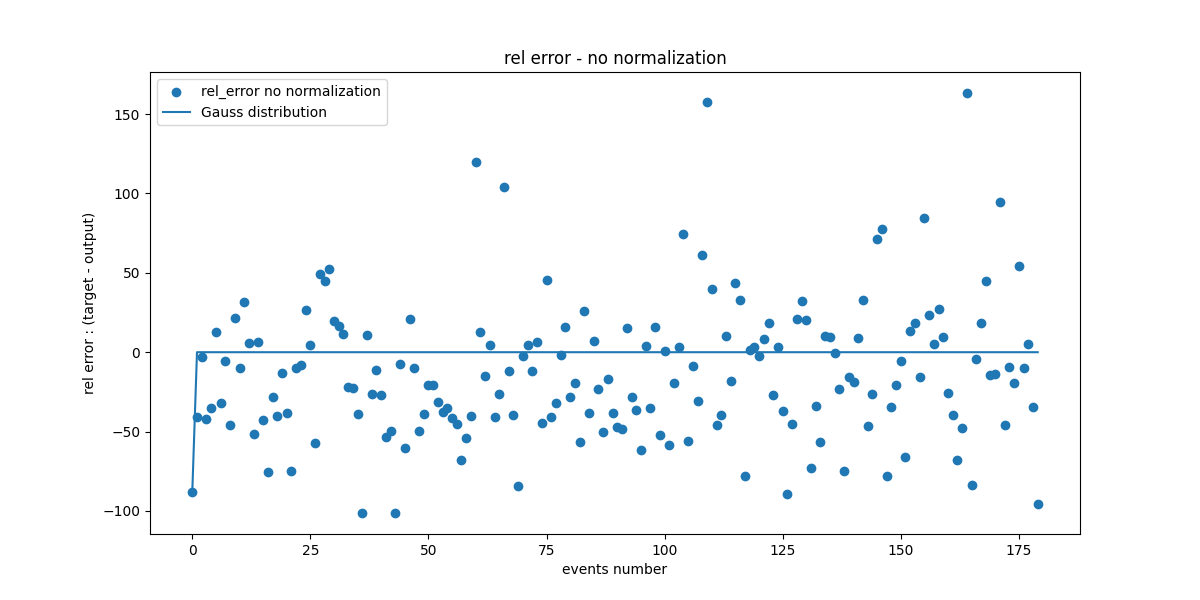 rel error - no normalization
rel_error no normalization
Gauss distribution
150
100
50
0
−50
−100
rel error : (target - output)
0
25
50
75
100
125
150
175
events number